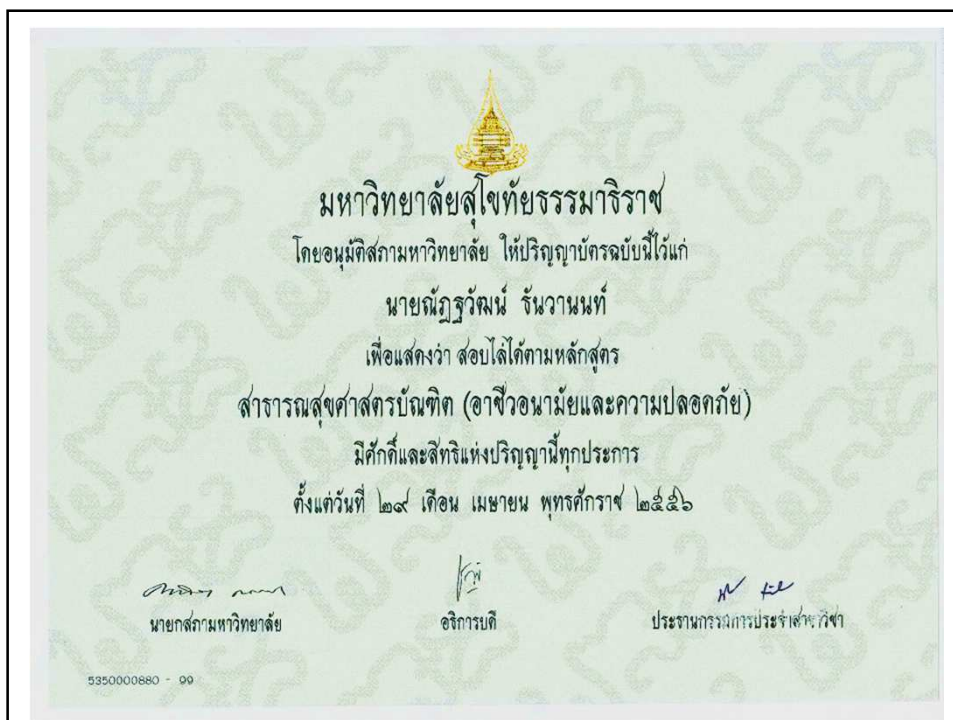 มหาวิทยาลัยสุโขทัยธรรมาธิราช
โดยอนุมัติสภามหาวิทยาลัย ให้ปริญญาบัตรฉบับนี้ไว้แก่
นายณัฎฐวัฒน์ ธันวานนท์
เพื่อแสดงว่า สอบไล่ได้ตามหลักสูตร
สาธารณสุขศาสตรบัณฑิต (อาชีวอนามัยและความปลอดภัย)
มีศักดิ์และสิทธิแห่งปริญญานี้ทุกประการ
ตั้งแต่วันที่ ๒๙ เดือน เมษายน พุทธศักราช ๒๕๕๖
นายกสภามหาวิทยาลัย อธิการบดี ประธานกรรมการประจำสาขาวิชา
5350000880 - 99